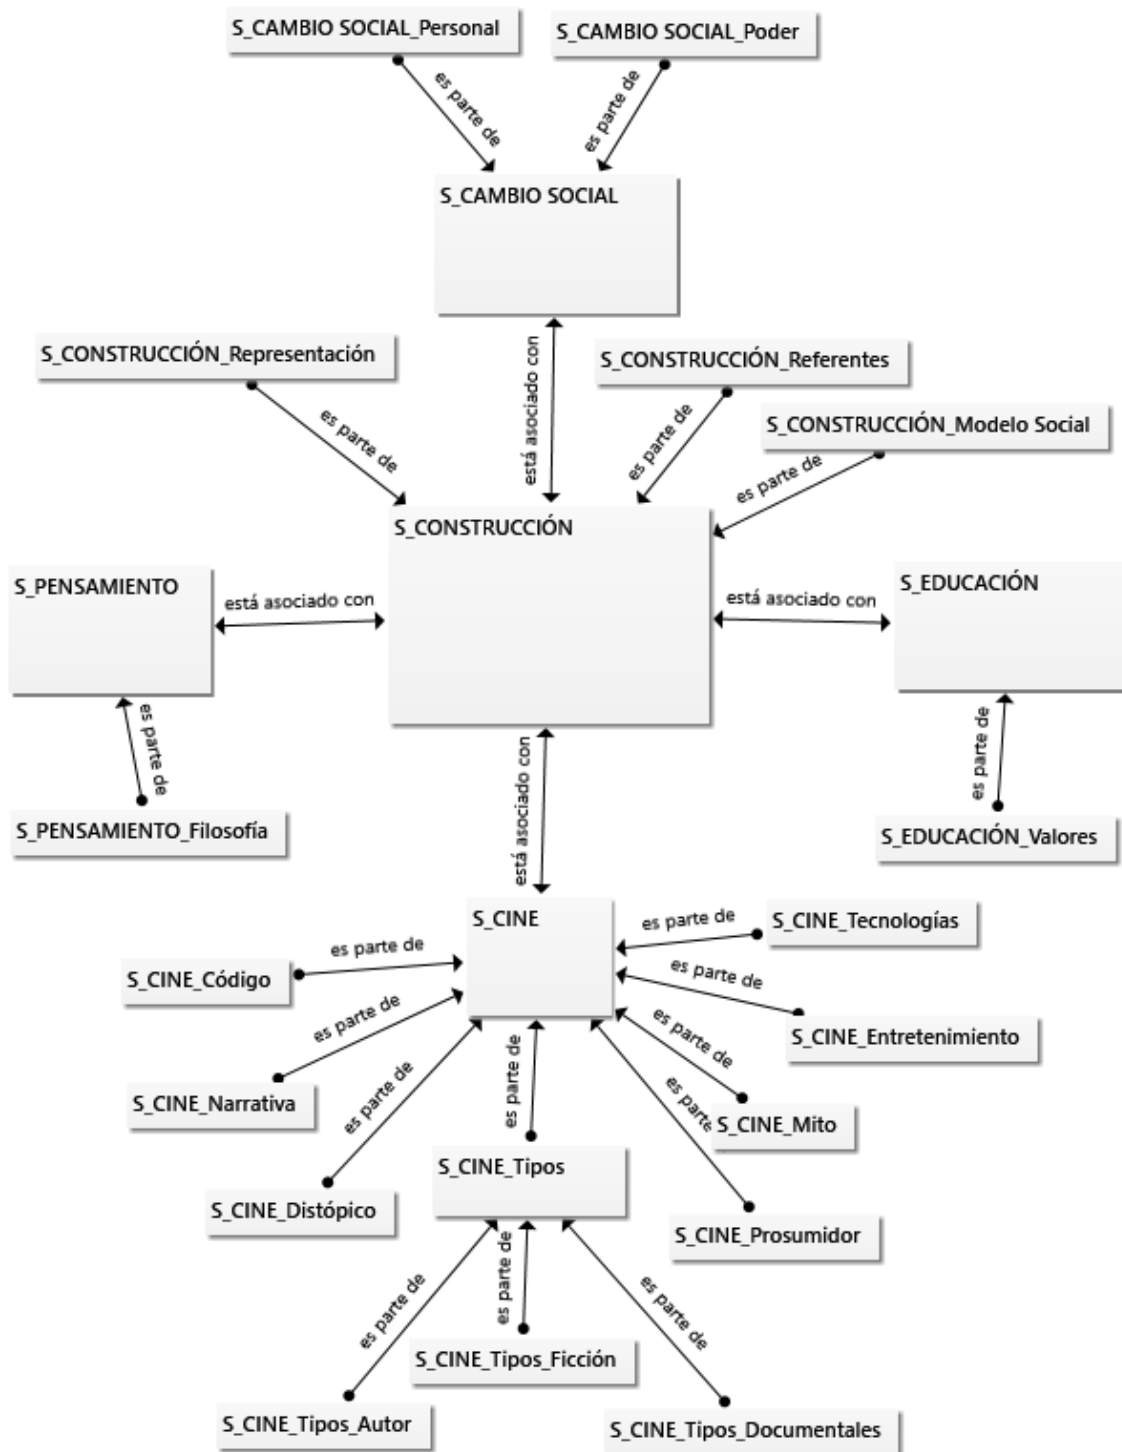 S_CAMBIO SOCIAL_Personal
S_CAMBIO SOCIAL_Poder
es parte de
es parte de
S_CAMBIO SOCIAL
está asociado con
S_CONSTRUCCIÓN_Representación
S_CONSTRUCCIÓN_Referentes
es parte de
es parte de
S_CONSTRUCCIÓN_Modelo Social
es parte de
S_CONSTRUCCIÓN
S_PENSAMIENTO
está asociado con
está asociado con
S_EDUCACIÓN
es parte de
es parte de
S_PENSAMIENTO_Filosofía
está asociado con
S_EDUCACIÓN_Valores
S_CINE
es parte de
S_CINE_Tecnologías
es parte de
S_CINE_Código
es parte de
S_CINE_Entretenimiento
es parte de
S_CINE_Narrativa
es parte de
S_CINE_Mito
es parte de
S_CINE_Distópico
es parte de
S_CINE_Tipos
es parte
S_CINE_Prosumidor
es parte de
es parte de
es parte de
S_CINE_Tipos_Ficción
S_CINE_Tipos_Autor
S_CINE_Tipos_Documentales